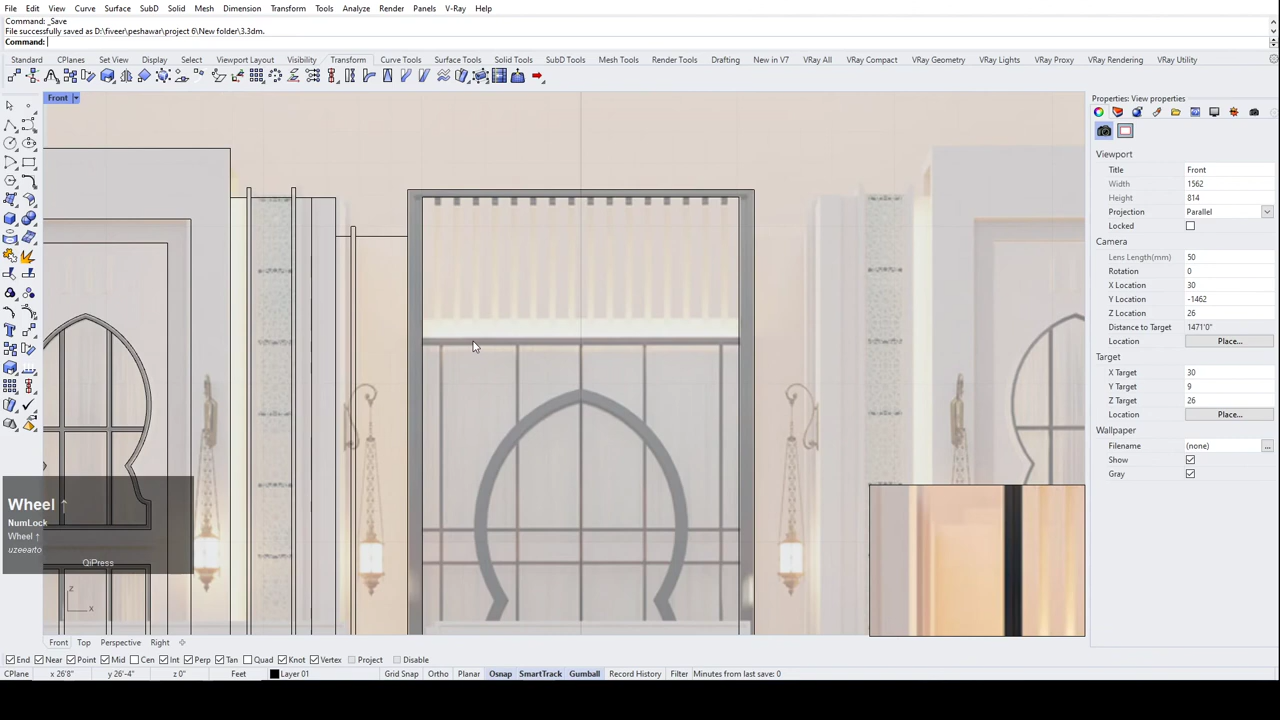 File Edit View Curve Surface SubD Solid Mesh Dimension Transform Tools Analyze Render Panels V-Ray Help
Command: _Save
File successfully saved as D:\fiveer\peshawar\project 6\New folder\3.3dm.
Command:
Standard CPlanes Set View Display Select Viewport Layout Visibility Transform Curve Tools Surface Tools Solid Tools SubD Tools Mesh Tools Render Tools Drafting New in V7 VRay All VRay Compact VRay Geometry VRay Lights VRay Proxy VRay Rendering VRay Utility
Front
Properties: View properties
Viewport
Title Front
Width 1562
Height 814
Projection Parallel
Locked
Camera
Lens Length(mm) 50
Rotation 0
X Location 30
Y Location -1462
Z Location 26
Distance to Target 1471'0"
Location Place...
Target
X Target 30
Y Target 9
Z Target 26
Location Place...
Wallpaper
Filename (none) ...
Show
Gray
Wheel ↑
NumLock
Wheel ↑
uzeearto
QiPress
z
x
Front Top Perspective Right
End Near Point Mid Cen Int Perp Tan Quad Knot Vertex Project Disable
CPlane x 26'8" y 26'-4" z 0" Feet Layer 01 Grid Snap Ortho Planar Osnap SmartTrack Gumball Record History Filter Minutes from last save: 0